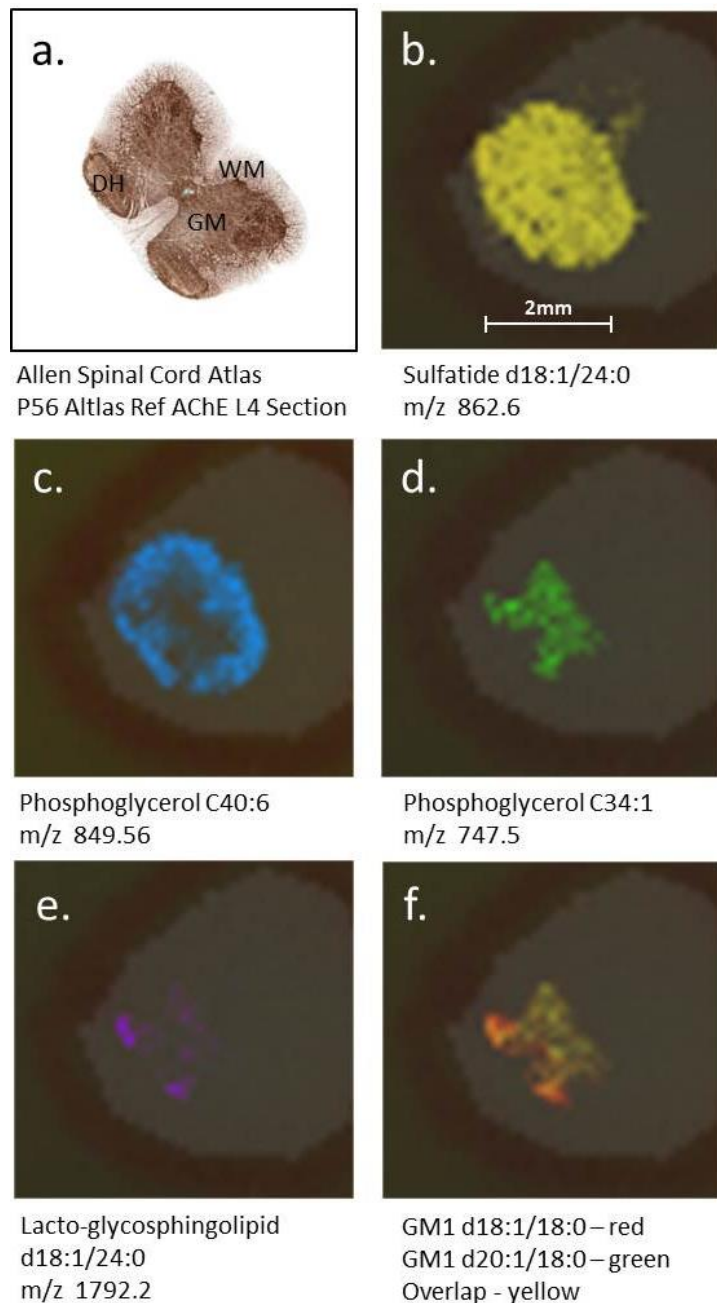 a.
DH
WM
GM
Allen Spinal Cord Atlas
P56 Altlas Ref AChE L4 Section
b.
2mm
Sulfatide d18:1/24:0
m/z 862.6
c.
Phosphoglycerol C40:6
m/z 849.56
d.
Phosphoglycerol C34:1
m/z 747.5
e.
Lacto-glycosphingolipid
d18:1/24:0
m/z 1792.2
f.
GM1 d18:1/18:0 – red
GM1 d20:1/18:0 – green
Overlap - yellow